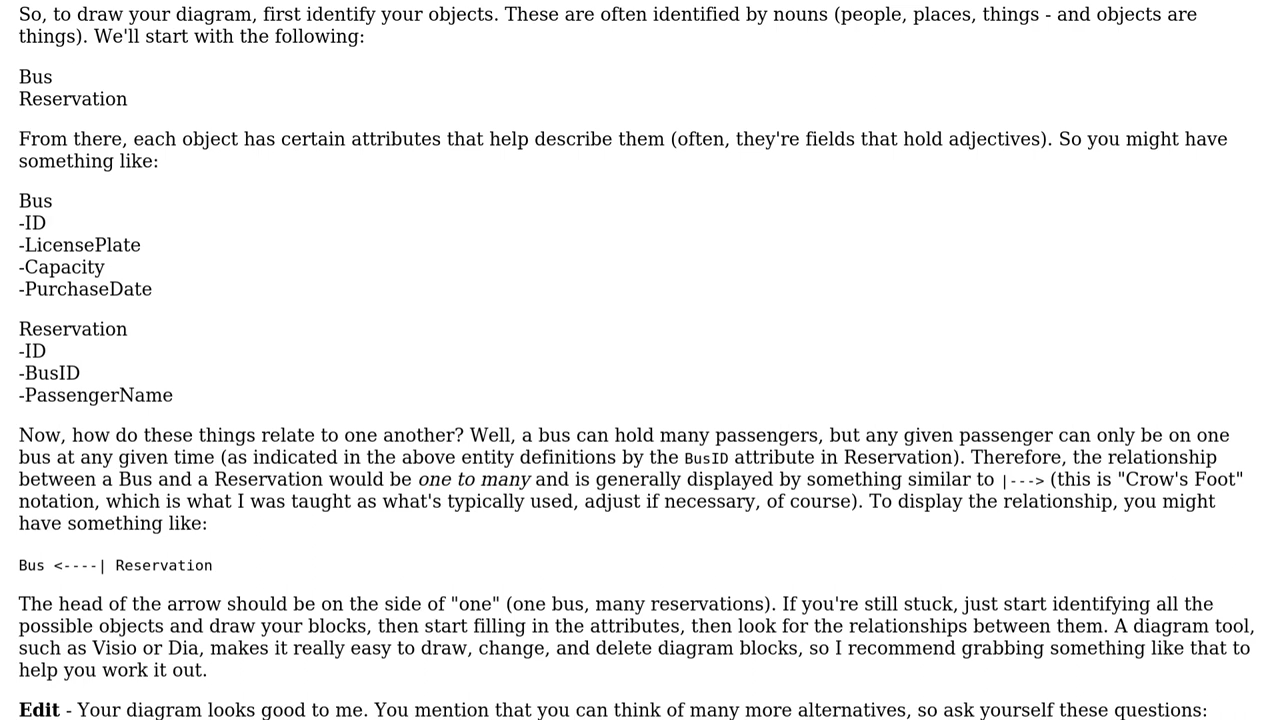 So, to draw your diagram, first identify your objects. These are often identified by nouns (people, places, things - and objects are
things). We'll start with the following:
Bus
Reservation
From there, each object has certain attributes that help describe them (often, they're fields that hold adjectives). So you might have
something like:
Bus
-ID
-LicensePlate
-Capacity
-PurchaseDate
Reservation
-ID
-BusID
-PassengerName
Now, how do these things relate to one another? Well, a bus can hold many passengers, but any given passenger can only be on one
bus at any given time (as indicated in the above entity definitions by the BusID attribute in Reservation). Therefore, the relationship
between a Bus and a Reservation would be one to many and is generally displayed by something similar to |---> (this is "Crow's Foot"
notation, which is what I was taught as what's typically used, adjust if necessary, of course). To display the relationship, you might
have something like:
Bus <----| Reservation
The head of the arrow should be on the side of "one" (one bus, many reservations). If you're still stuck, just start identifying all the
possible objects and draw your blocks, then start filling in the attributes, then look for the relationships between them. A diagram tool,
such as Visio or Dia, makes it really easy to draw, change, and delete diagram blocks, so I recommend grabbing something like that to
help you work it out.
Edit - Your diagram looks good to me. You mention that you can think of many more alternatives, so ask yourself these questions: